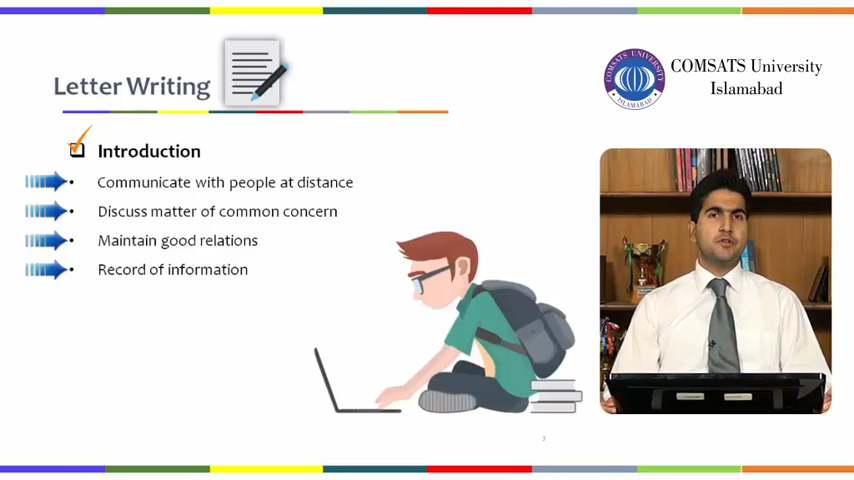 Letter Writing
COMSATS University
Islamabad
COMSATS UNIVERSITY
ISLAMABAD
Introduction
• Communicate with people at distance
• Discuss matter of common concern
• Maintain good relations
• Record of information
3